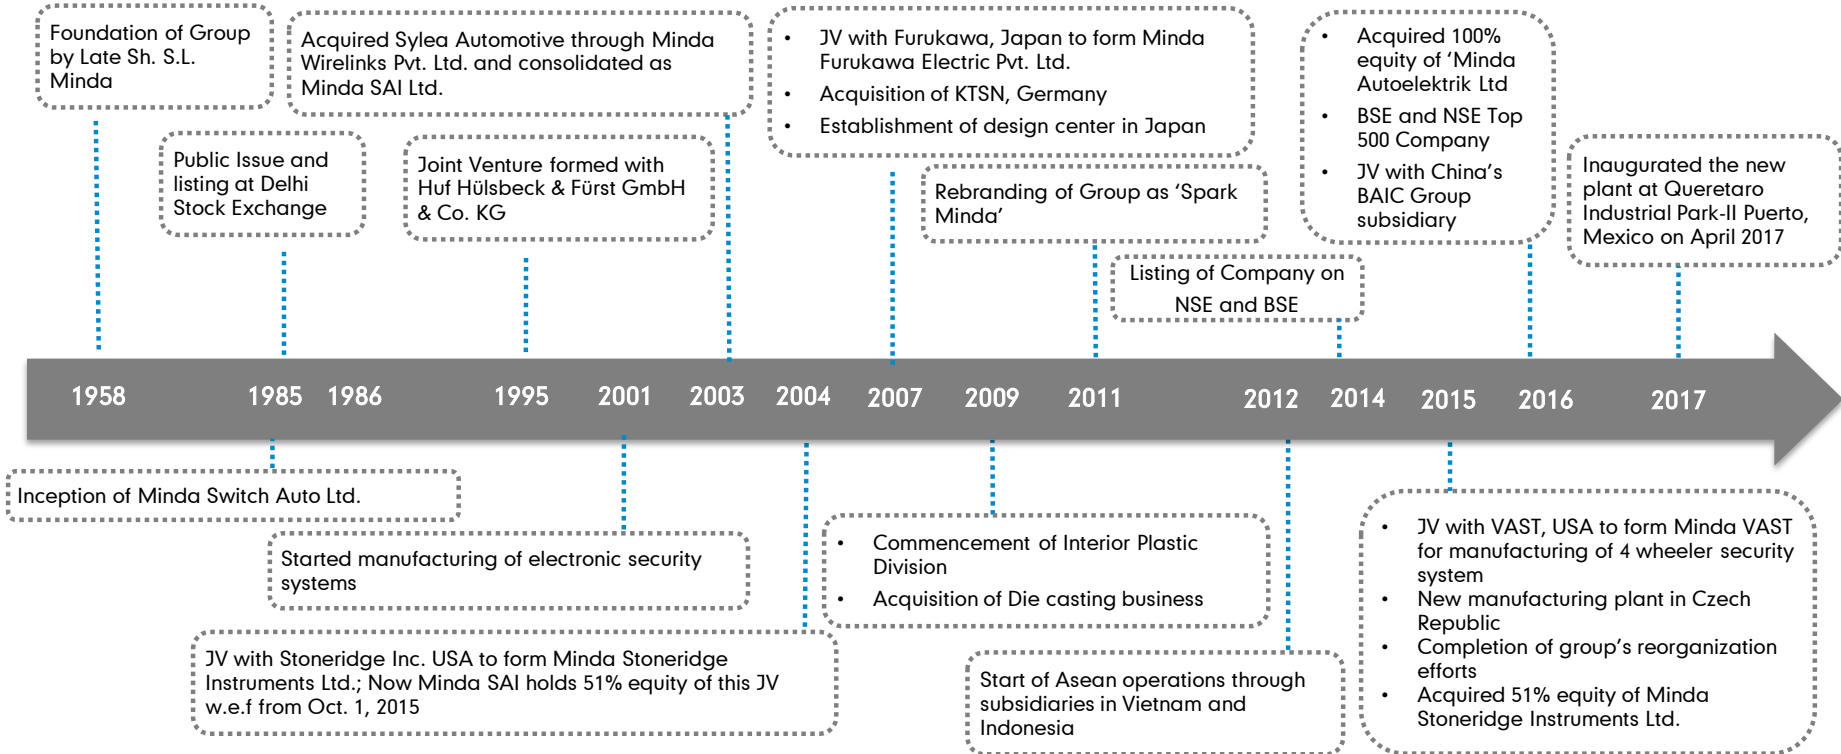 Foundation of Group
by Late Sh. S.L.
Minda
Acquired Sylea Automotive through Minda
Wirelinks Pvt. Ltd. and consolidated as
Minda SAI Ltd.
• JV with Furukawa, Japan to form Minda
Furukawa Electric Pvt. Ltd.
• Acquisition of KTSN, Germany
• Establishment of design center in Japan
• Acquired 100%
equity of ‘Minda
Autoelektrik Ltd
• BSE and NSE Top
500 Company
• JV with China’s
BAIC Group
subsidiary
Public Issue and
listing at Delhi
Stock Exchange
Joint Venture formed with
Huf Hülsbeck & Fürst GmbH
& Co. KG
Rebranding of Group as ‘Spark
Minda’
Inaugurated the new
plant at Queretaro
Industrial Park-II Puerto,
Mexico on April 2017
Listing of Company on
NSE and BSE
1958 1985 1986 1995 2001 2003 2004 2007 2009 2011 2012 2014 2015 2016 2017
Inception of Minda Switch Auto Ltd.
Started manufacturing of electronic security
systems
JV with Stoneridge Inc. USA to form Minda Stoneridge
Instruments Ltd.; Now Minda SAI holds 51% equity of this JV
w.e.f from Oct. 1, 2015
• Commencement of Interior Plastic
Division
• Acquisition of Die casting business
Start of Asean operations through
subsidiaries in Vietnam and
Indonesia
• JV with VAST, USA to form Minda VAST
for manufacturing of 4 wheeler security
system
• New manufacturing plant in Czech
Republic
• Completion of group’s reorganization
efforts
• Acquired 51% equity of Minda
Stoneridge Instruments Ltd.